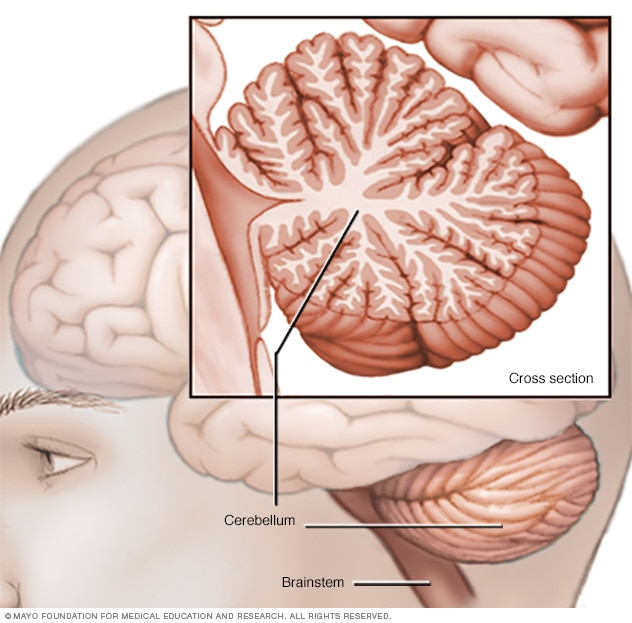 Cross section
Cerebellum
Brainstem
© MAYO FOUNDATION FOR MEDICAL EDUCATION AND RESEARCH. ALL RIGHTS RESERVED.